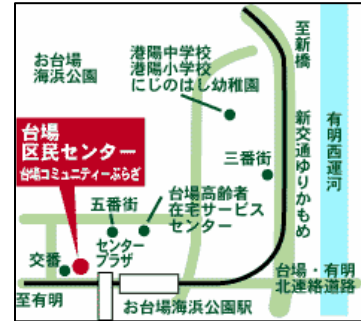 お台場
海浜公園
港陽中学校
港陽小学校
にじのはし幼稚園
至新橋
新交通ゆりかもめ
有明西運河
台場
区民センター
台場コミュニティーぷらざ
三番街
五番街
台場高齢者
在宅サービス
センター
センター
プラザ
交番
至有明
お台場海浜公園駅
台場・有明
北連絡道路